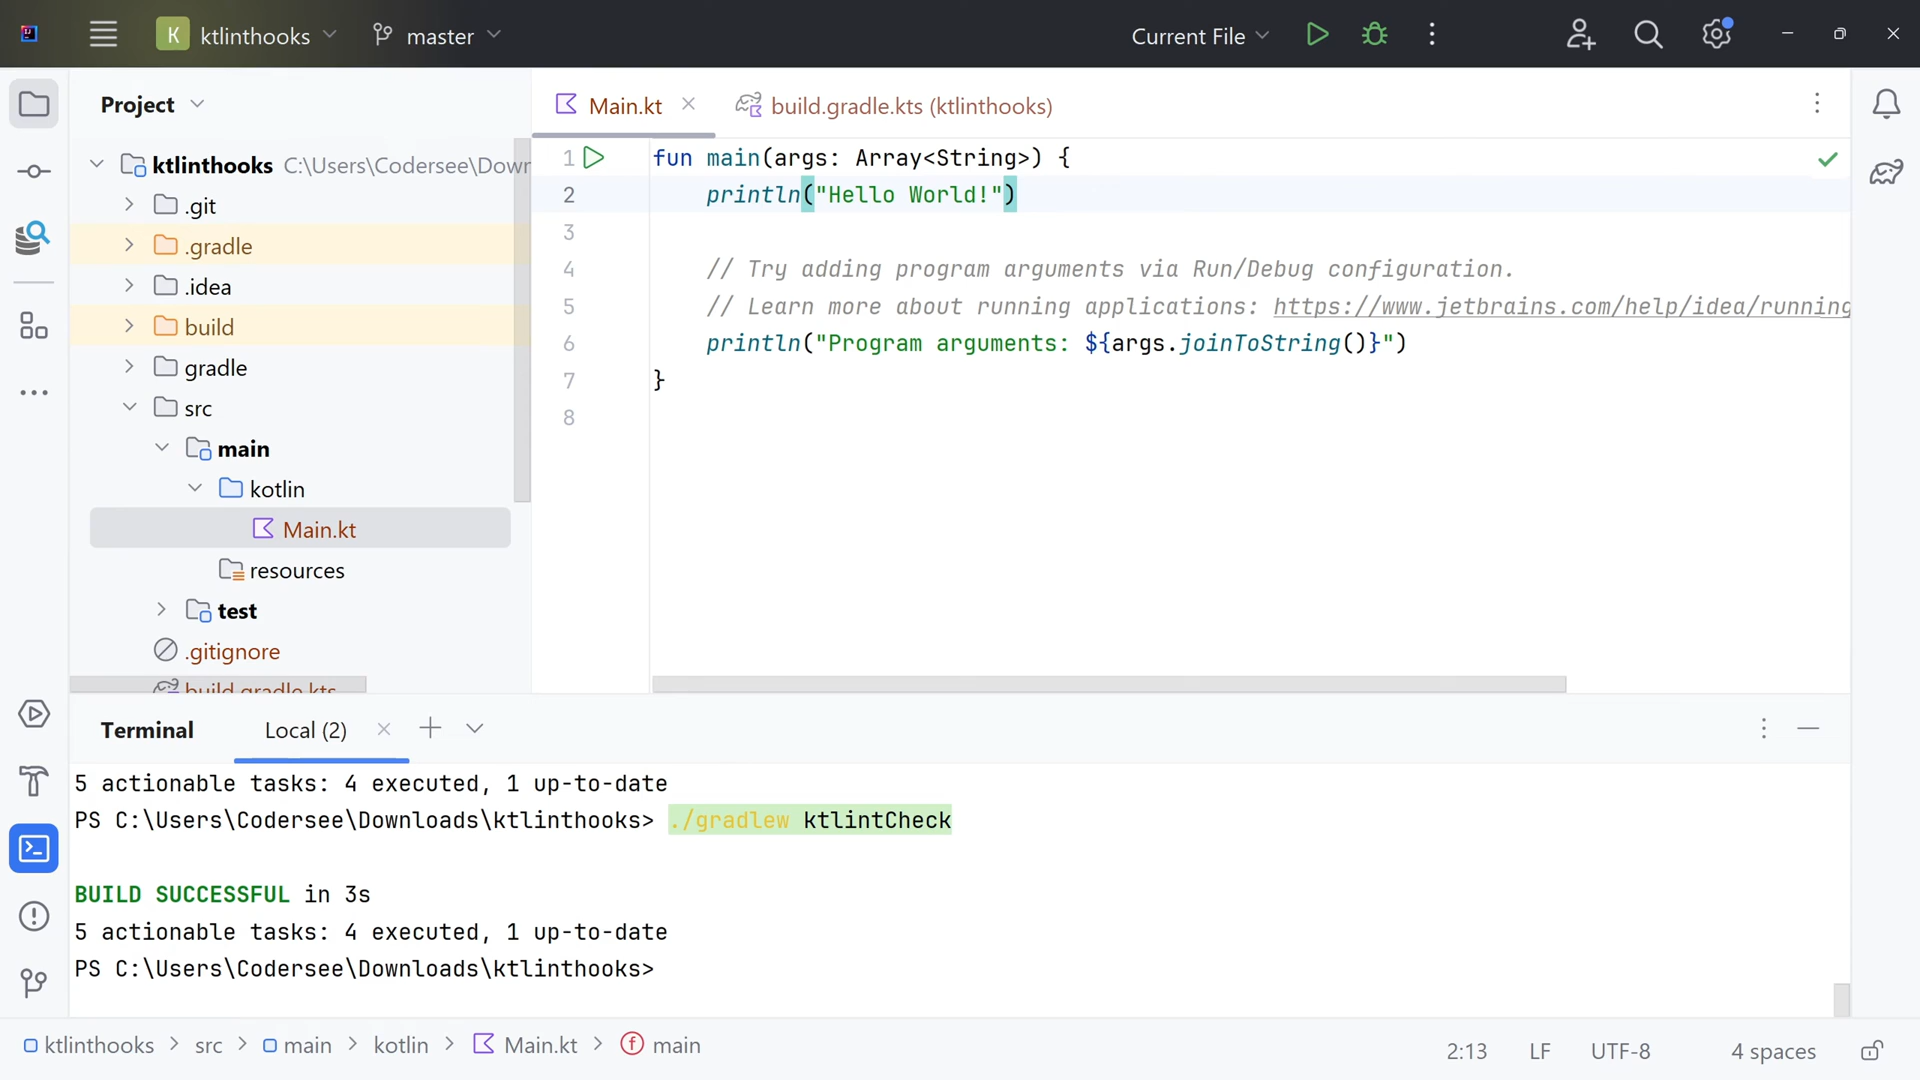 K ktlinthooks master Current File
Project
Main.kt build.gradle.kts (ktlinthooks)
ktlinthooks C:\Users\Codersee\Dowr
.git
.gradle
.idea
build
gradle
src
main
kotlin
Main.kt
resources
test
.gitignore
build.gradle.kts
1 fun main(args: Array<String>) {
2 println("Hello World!")
3
4 // Try adding program arguments via Run/Debug configuration.
5 // Learn more about running applications: https://www.jetbrains.com/help/idea/running
6 println("Program arguments: ${args.joinToString()}")
7 }
8
Terminal Local (2)
5 actionable tasks: 4 executed, 1 up-to-date
PS C:\Users\Codersee\Downloads\ktlinthooks> ./gradlew ktlintCheck
BUILD SUCCESSFUL in 3s
5 actionable tasks: 4 executed, 1 up-to-date
PS C:\Users\Codersee\Downloads\ktlinthooks>
ktlinthooks > src > main > kotlin > Main.kt > main 2:13 LF UTF-8 4 spaces